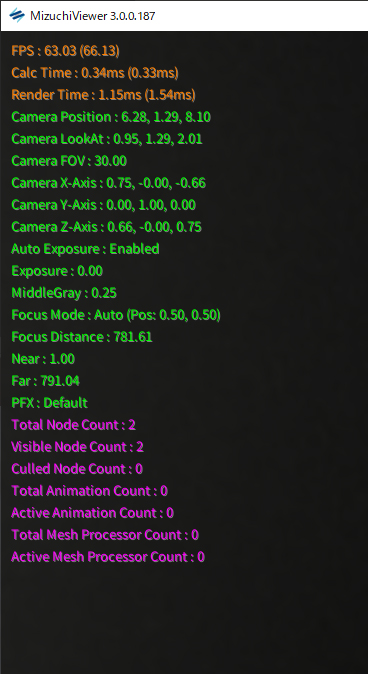 MizuchiViewer 3.0.0.187
FPS : 63.03 (66.13)
Calc Time : 0.34ms (0.33ms)
Render Time : 1.15ms (1.54ms)
Camera Position : 6.28, 1.29, 8.10
Camera LookAt : 0.95, 1.29, 2.01
Camera FOV : 30.00
Camera X-Axis : 0.75, -0.00, -0.66
Camera Y-Axis : 0.00, 1.00, 0.00
Camera Z-Axis : 0.66, -0.00, 0.75
Auto Exposure : Enabled
Exposure : 0.00
MiddleGray : 0.25
Focus Mode : Auto (Pos: 0.50, 0.50)
Focus Distance : 781.61
Near : 1.00
Far : 791.04
PFX : Default
Total Node Count : 2
Visible Node Count : 2
Culled Node Count : 0
Total Animation Count : 0
Active Animation Count : 0
Total Mesh Processor Count : 0
Active Mesh Processor Count : 0